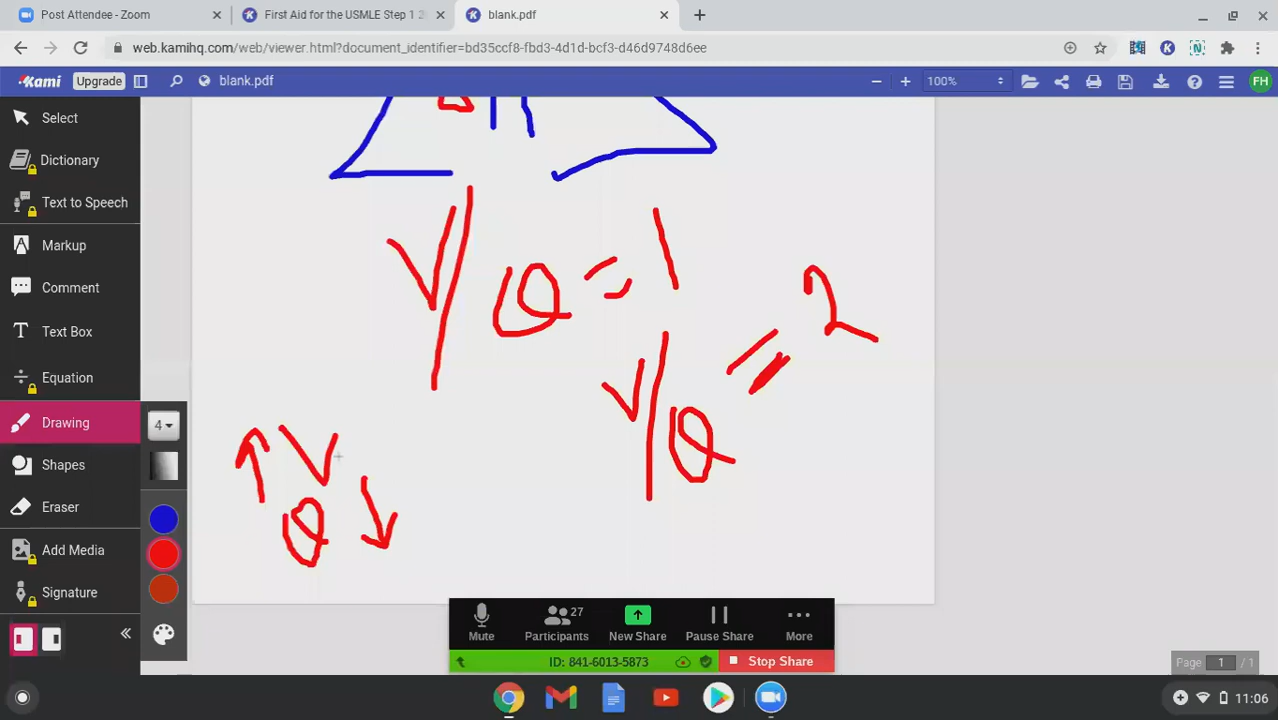 Post Attendee - Zoom
First Aid for the USMLE Step 1 2
blank.pdf
web.kamihq.com/web/viewer.html?document_identifier=bd35ccf8-fbd3-4d1d-bcf3-d46d9748d6ee
Kami
Upgrade
blank.pdf
100%
FH
Select
Dictionary
Text to Speech
Markup
Comment
Text Box
Equation
Drawing
4
Shapes
Eraser
Add Media
Signature
V/Q = 1
V/Q = 2
↑ V
Q ↓
Mute
27
Participants
New Share
Pause Share
More
ID: 841-6013-5873
Stop Share
Page 1 / 1
11:06